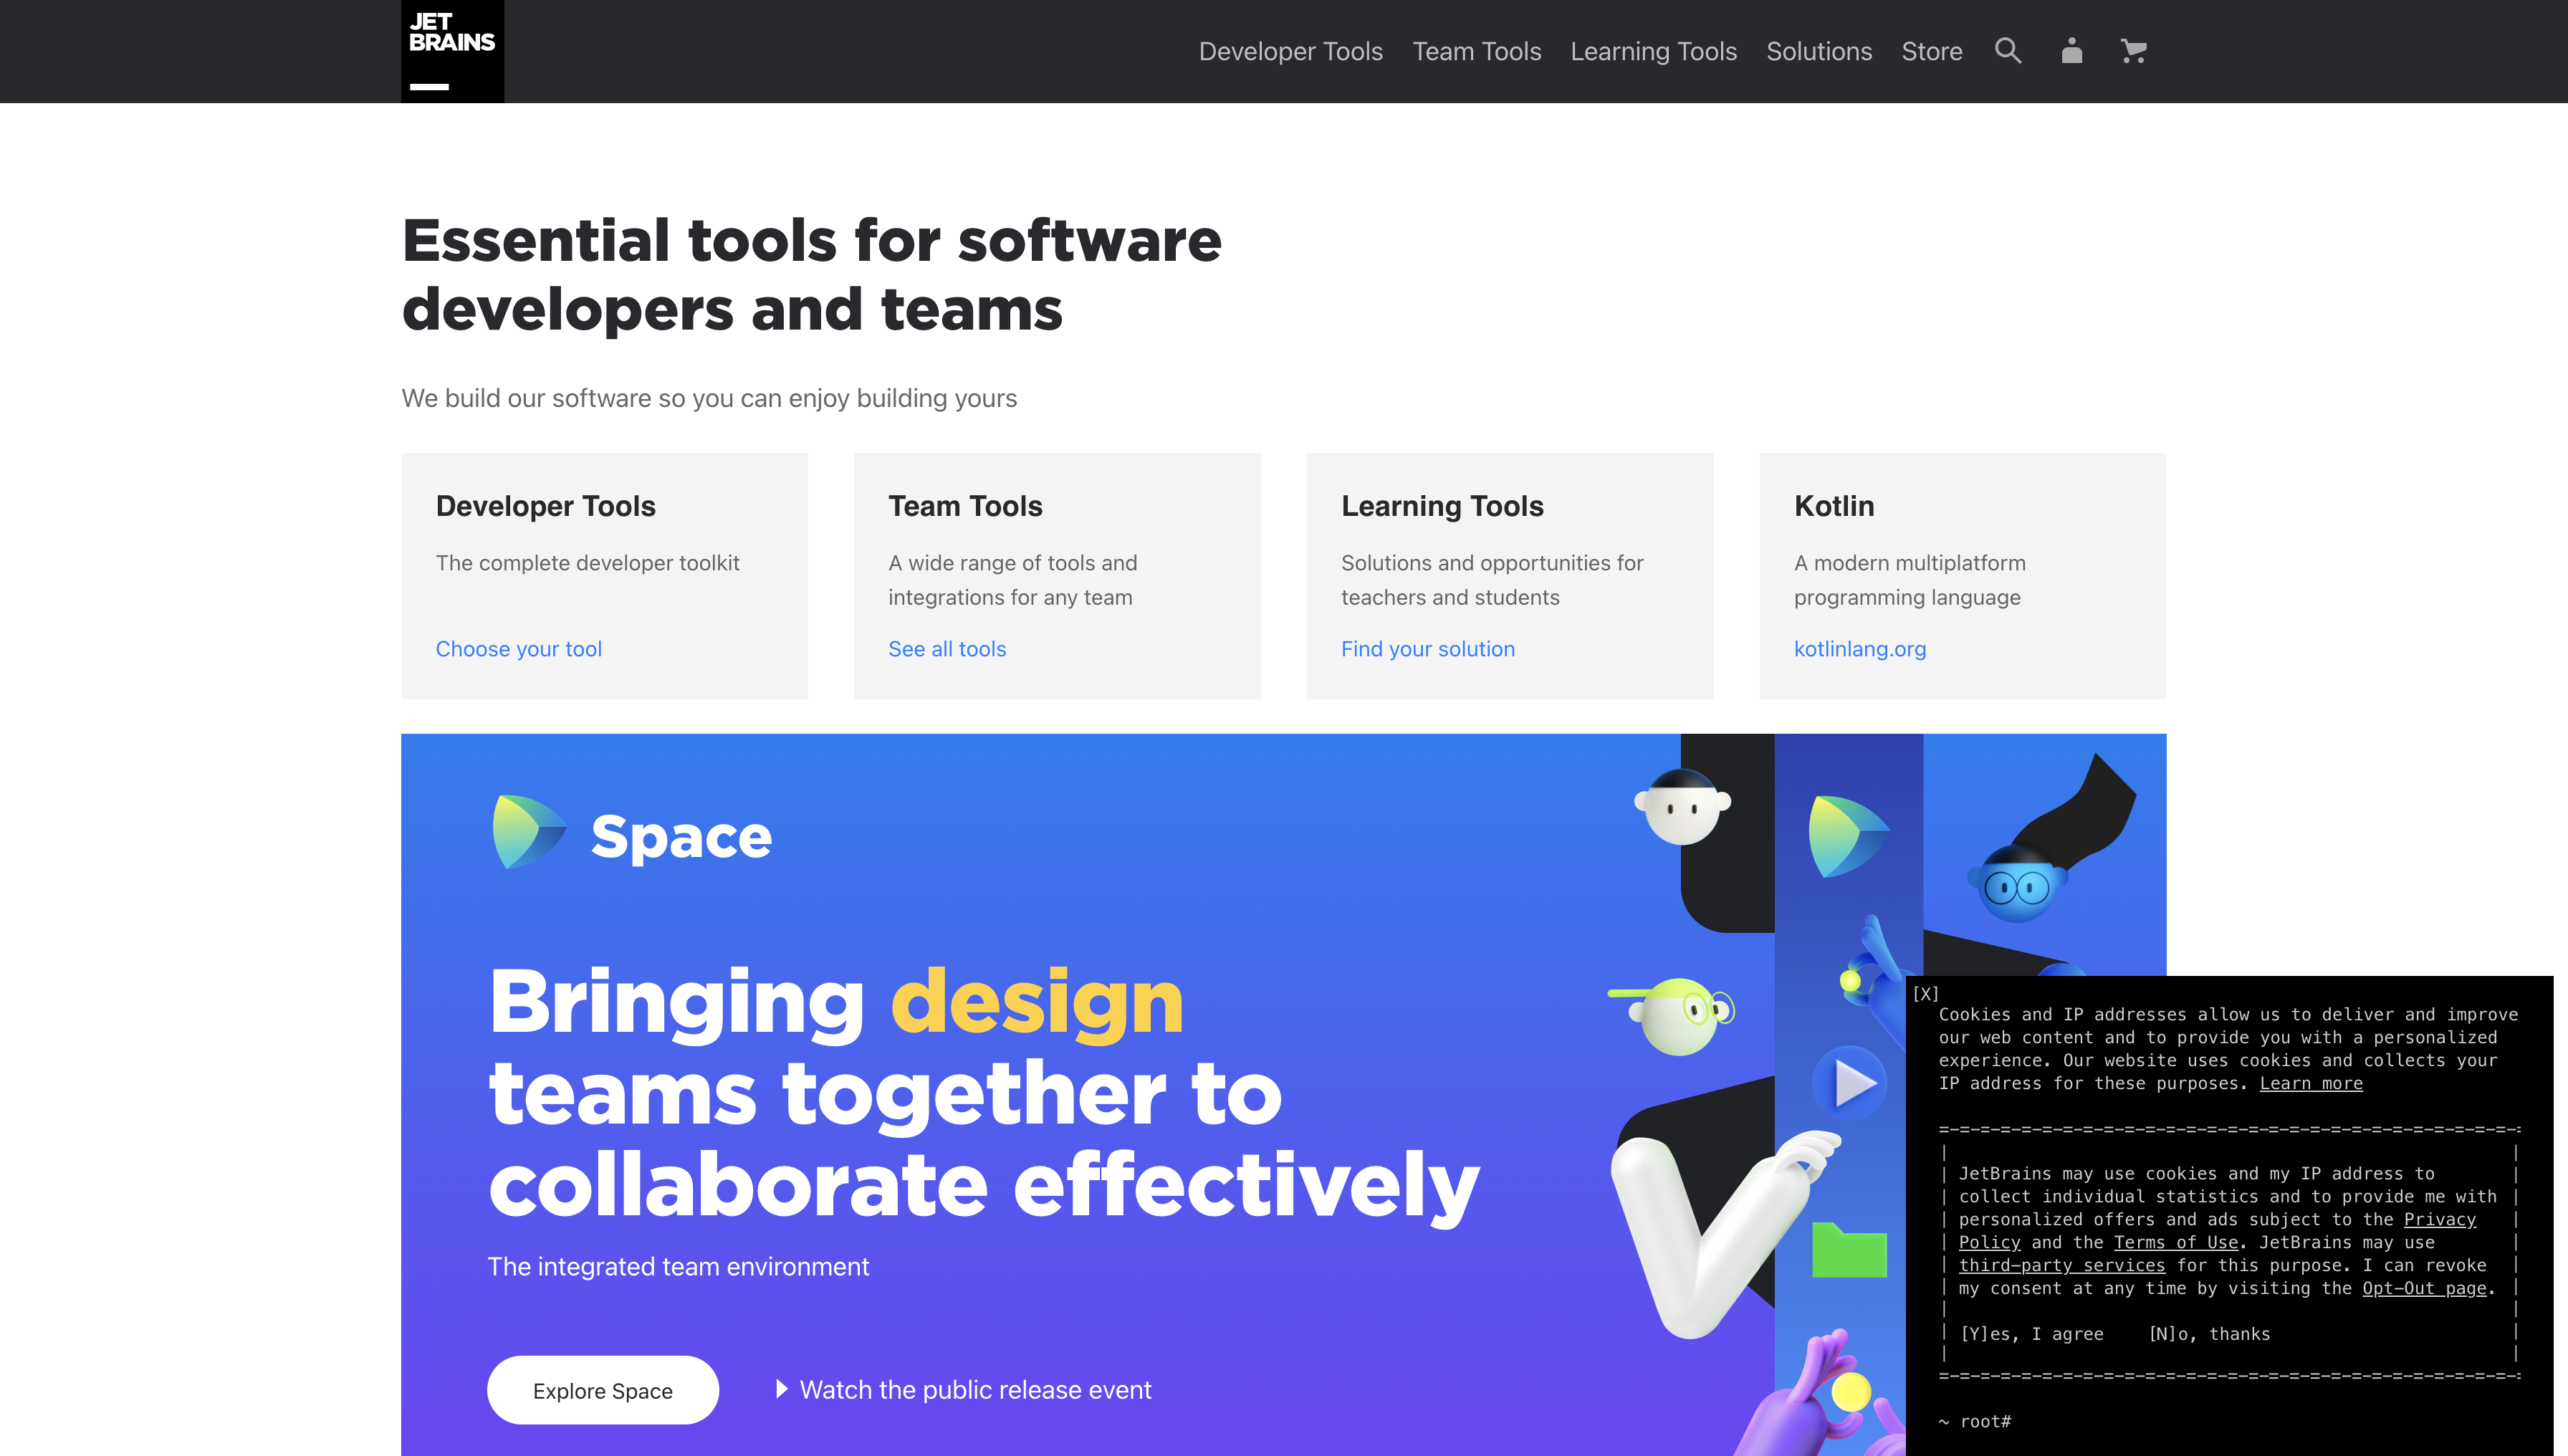 JET
BRAINS
Developer Tools Team Tools Learning Tools Solutions Store
Essential tools for software
developers and teams
We build our software so you can enjoy building yours
Developer Tools
The complete developer toolkit
Choose your tool
Team Tools
A wide range of tools and
integrations for any team
See all tools
Learning Tools
Solutions and opportunities for
teachers and students
Find your solution
Kotlin
A modern multiplatform
programming language
kotlinlang.org
Space
Bringing design
teams together to
collaborate effectively
The integrated team environment
Explore Space
Watch the public release event
[X]
Cookies and IP addresses allow us to deliver and improve
our web content and to provide you with a personalized
experience. Our website uses cookies and collects your
IP address for these purposes. Learn more
JetBrains may use cookies and my IP address to
collect individual statistics and to provide me with
personalized offers and ads subject to the Privacy
Policy and the Terms of Use. JetBrains may use
third-party services for this purpose. I can revoke
my consent at any time by visiting the Opt-Out page.
[Y]es, I agree [N]o, thanks
~ root#